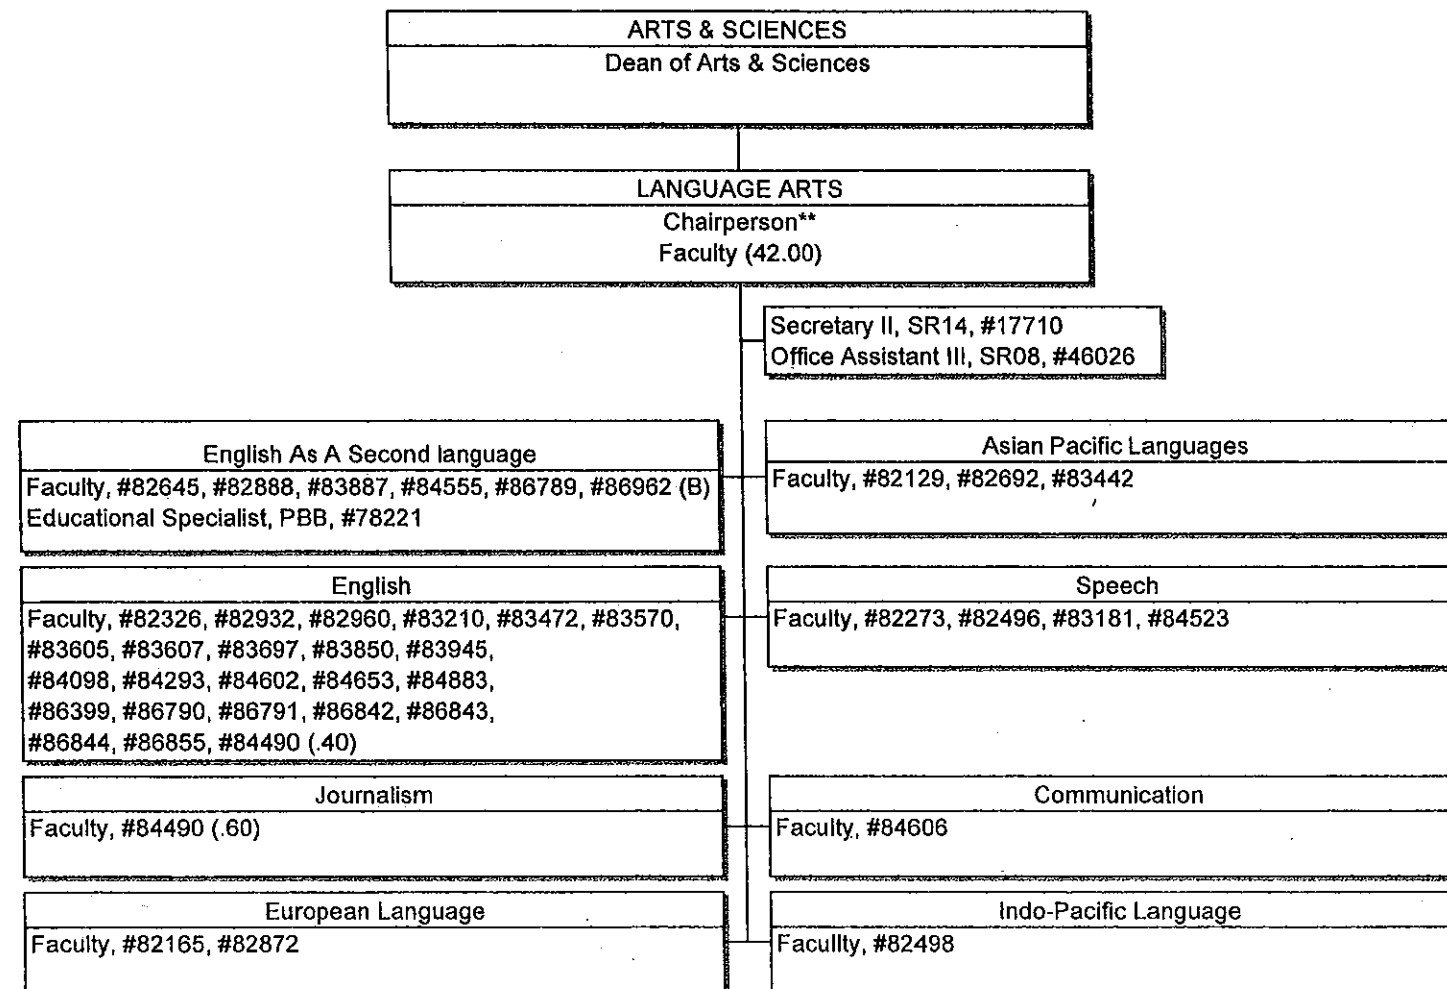 ARTS & SCIENCES
Dean of Arts & Sciences
LANGUAGE ARTS
Chairperson**
Faculty (42.00)
Secretary II, SR14, #17710
Office Assistant III, SR08, #46026
English As A Second language
Faculty, #82645, #82888, #83887, #84555, #86789, #86962 (B)
Educational Specialist, PBB, #78221
Asian Pacific Languages
Faculty, #82129, #82692, #83442
English
Faculty, #82326, #82932, #82960, #83210, #83472, #83570,
#83605, #83607, #83697, #83850, #83945,
#84098, #84293, #84602, #84653, #84883,
#86399, #86790, #86791, #86842, #86843,
#86844, #86855, #84490 (.40)
Speech
Faculty, #82273, #82496, #83181, #84523
Journalism
Faculty, #84490 (.60)
Communication
Faculty, #84606
European Language
Faculty, #82165, #82872
Indo-Pacific Language
Facullty, #82498